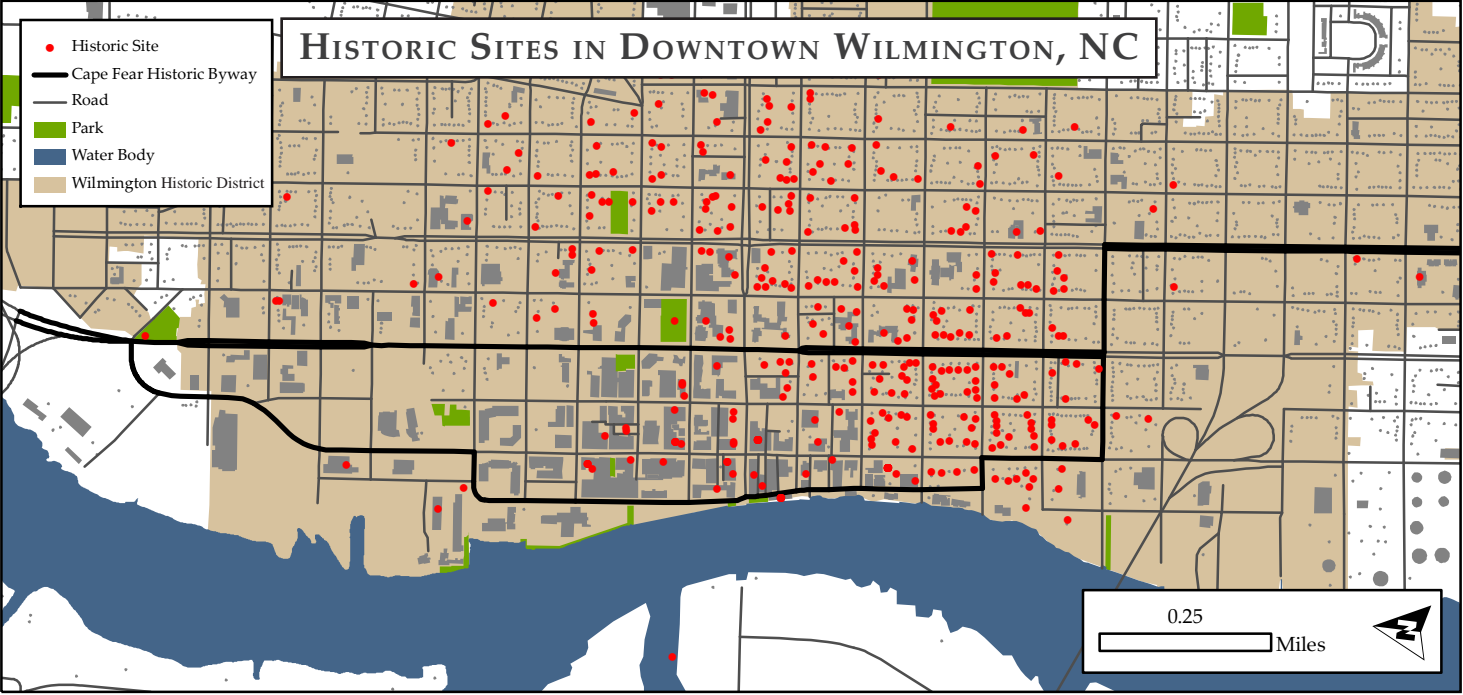 Historic Sites in Downtown Wilmington, NC
Historic Site
Cape Fear Historic Byway
Road
Park
Water Body
Wilmington Historic District
0.25
Miles
N